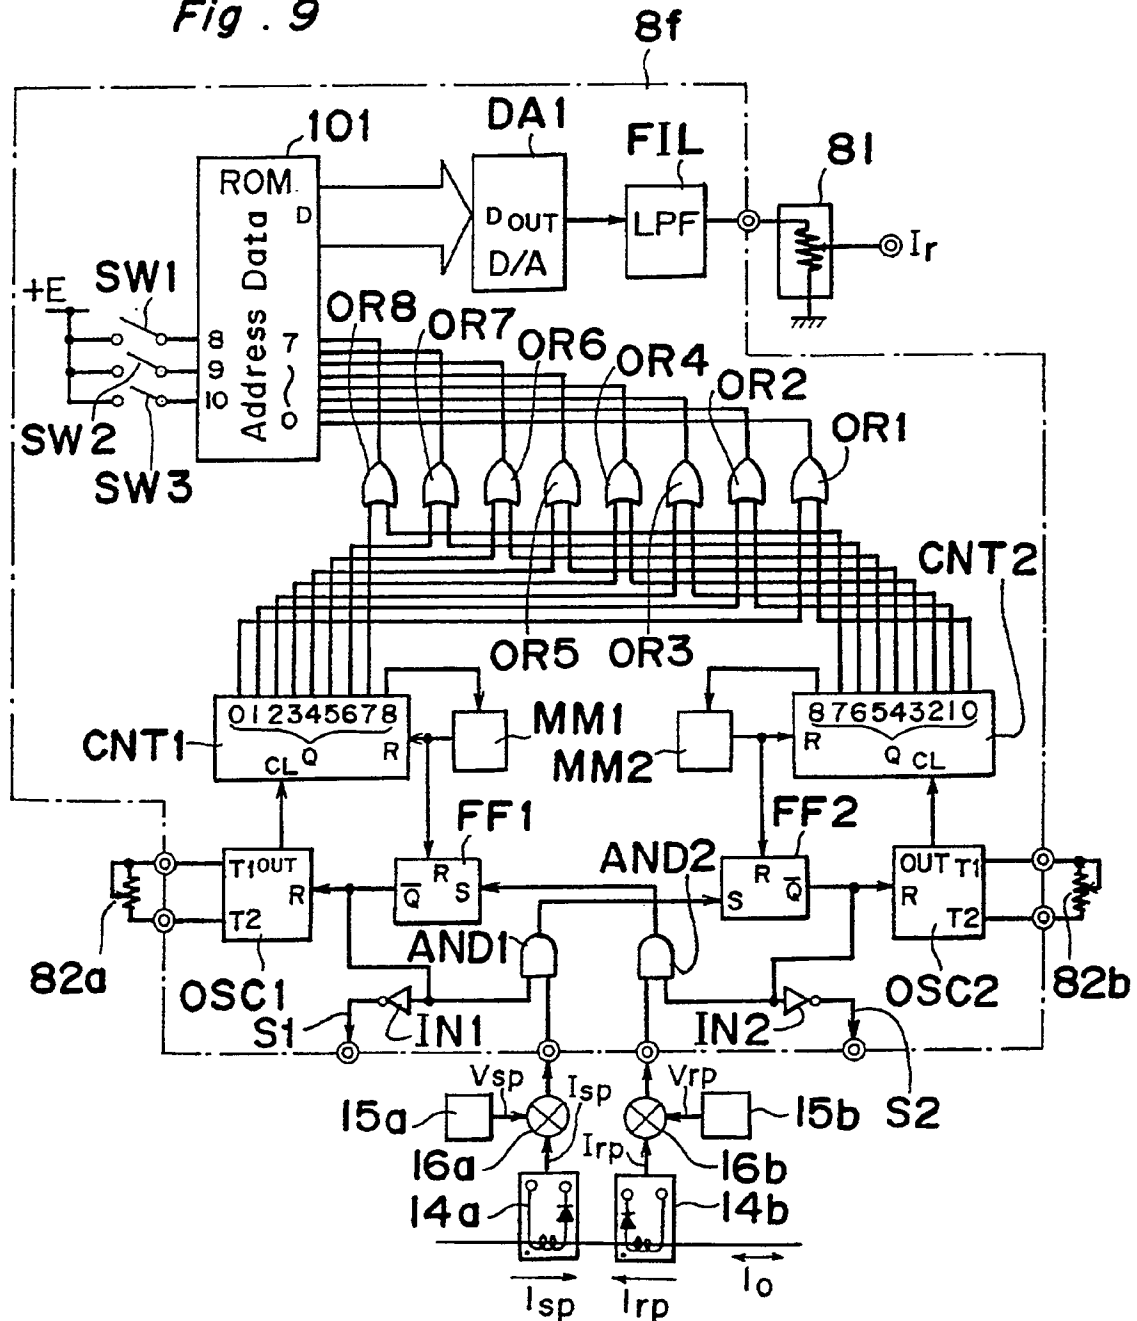 Fig. 9
8f
101
DA1
FIL
81
ROM
D
Address Data
D OUT
D/A
LPF
Ir
+E
SW1
SW2
SW3
8
9
10
7
0
OR8
OR7
OR6
OR4
OR2
OR1
OR5
OR3
CNT2
CNT1
012345678
Q
R
CL
MM1
MM2
876543210
R
Q
CL
FF1
FF2
AND2
T1 OUT
R
T2
R
Q
S
R
S
Q
OUT T1
R
T2
82a
OSC1
AND1
OSC2
82b
S1
IN1
IN2
S2
Vsp
Isp
Vrp
15a
15b
16a
Irp
16b
14a
14b
Isp
Irp
Io